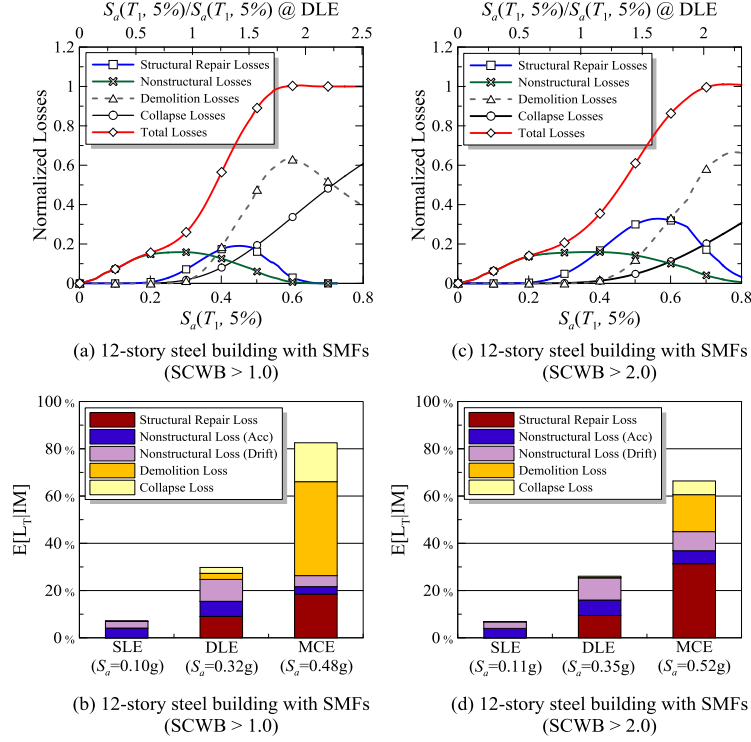 Sa(T1, 5%)/Sa(T1, 5%) @ DLE
0 0.5 1 1.5 2 2.5
1.2
1
0.8
0.6
0.4
0.2
0
Normalized Losses
Structural Repair Losses
Nonstructural Losses
Demolition Losses
Collapse Losses
Total Losses
0 0.2 0.4 0.6 0.8
Sa(T1, 5%)
(a) 12-story steel building with SMFs
(SCWB > 1.0)
Sa(T1, 5%)/Sa(T1, 5%) @ DLE
0 0.5 1 1.5 2
1.2
1
0.8
0.6
0.4
0.2
0
Normalized Losses
Structural Repair Losses
Nonstructural Losses
Demolition Losses
Collapse Losses
Total Losses
0 0.2 0.4 0.6 0.8
Sa(T1, 5%)
(c) 12-story steel building with SMFs
(SCWB > 2.0)
100 %
80 %
60 %
40 %
20 %
0 %
E[LT|IM]
Structural Repair Loss
Nonstructural Loss (Acc)
Nonstructural Loss (Drift)
Demolition Loss
Collapse Loss
SLE DLE MCE
(Sa=0.10g) (Sa=0.32g) (Sa=0.48g)
(b) 12-story steel building with SMFs
(SCWB > 1.0)
100 %
80 %
60 %
40 %
20 %
0 %
E[LT|IM]
Structural Repair Loss
Nonstructural Loss (Acc)
Nonstructural Loss (Drift)
Demolition Loss
Collapse Loss
SLE DLE MCE
(Sa=0.11g) (Sa=0.35g) (Sa=0.52g)
(d) 12-story steel building with SMFs
(SCWB > 2.0)